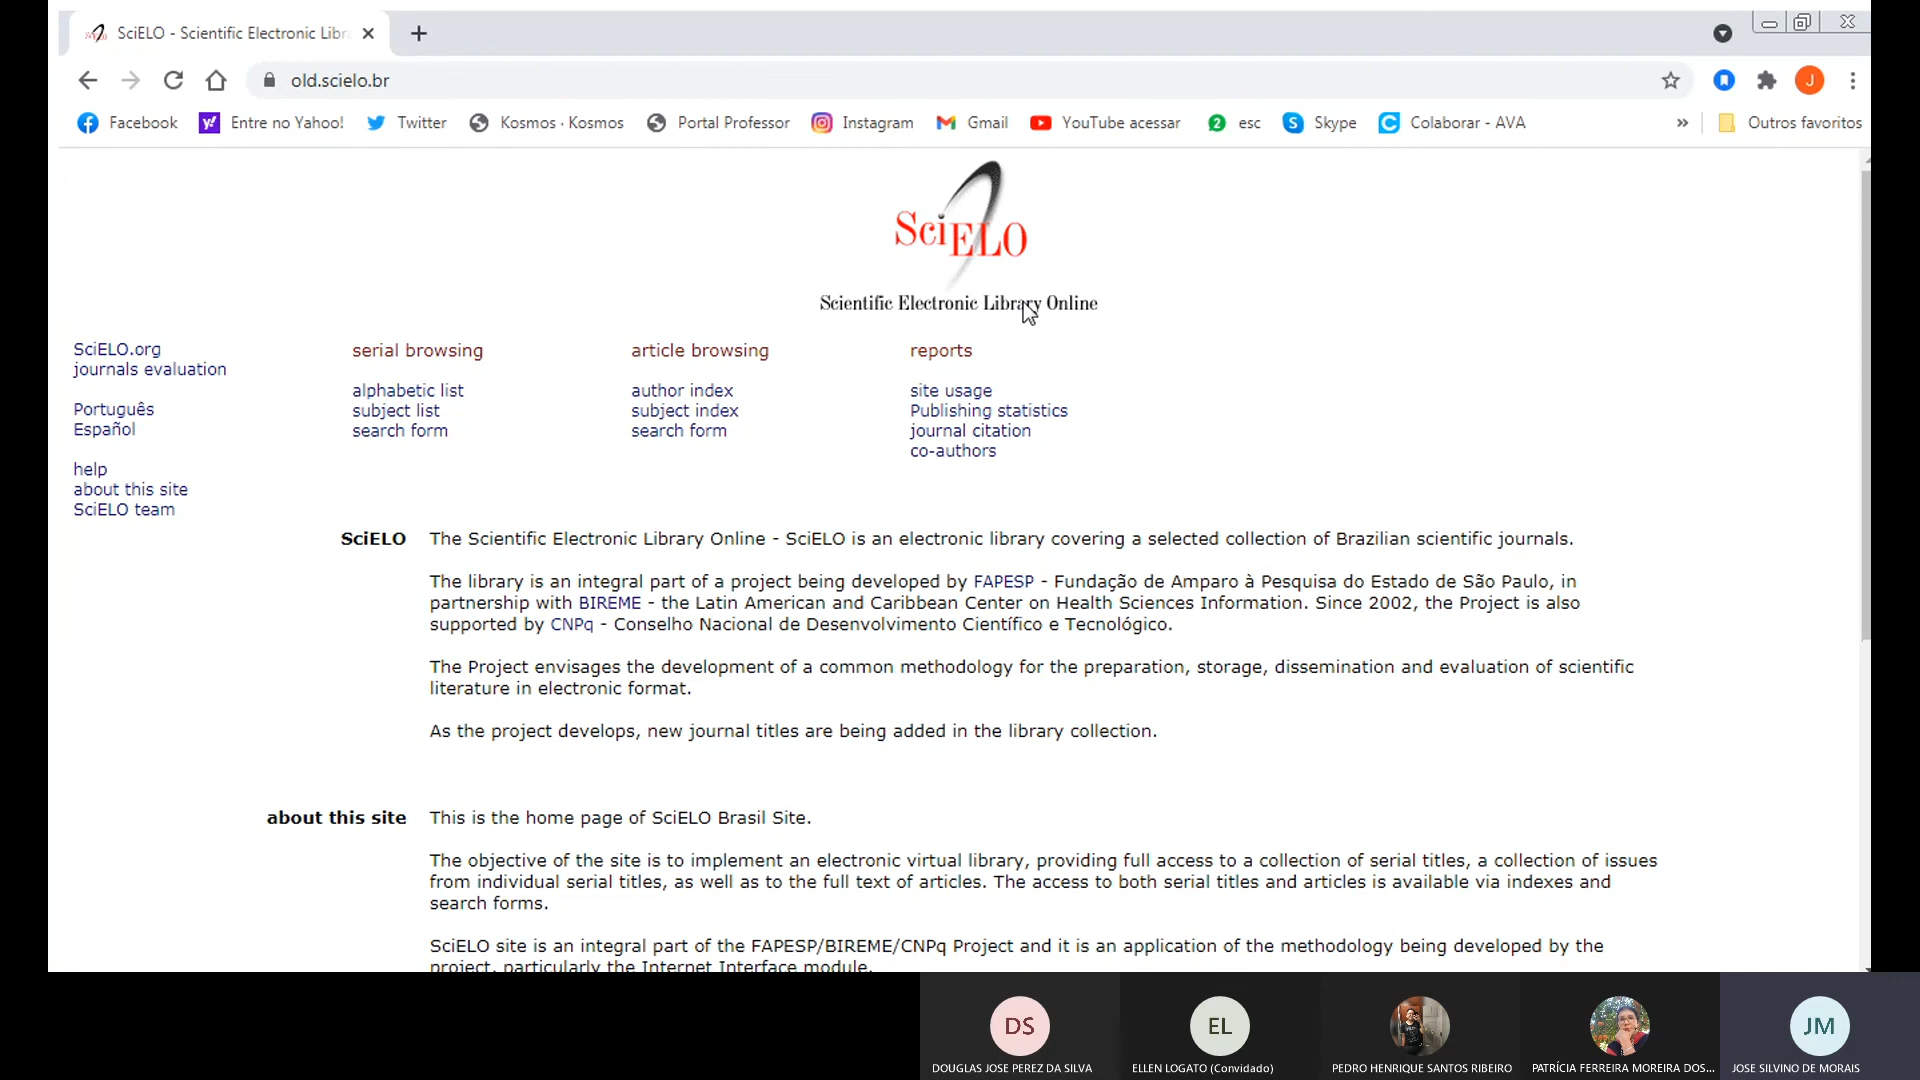 SciELO - Scientific Electronic Libr
old.scielo.br
J
Facebook
Entre no Yahoo!
Twitter
Kosmos · Kosmos
Portal Professor
Instagram
Gmail
YouTube acessar
2 esc
Skype
Colaborar - AVA
» Outros favoritos
SciELO
Scientific Electronic Library Online
SciELO.org
journals evaluation
Português
Español
help
about this site
SciELO team
serial browsing
alphabetic list
subject list
search form
article browsing
author index
subject index
search form
reports
site usage
Publishing statistics
journal citation
co-authors
SciELO
The Scientific Electronic Library Online - SciELO is an electronic library covering a selected collection of Brazilian scientific journals.
The library is an integral part of a project being developed by FAPESP - Fundação de Amparo à Pesquisa do Estado de São Paulo, in
partnership with BIREME - the Latin American and Caribbean Center on Health Sciences Information. Since 2002, the Project is also
supported by CNPq - Conselho Nacional de Desenvolvimento Científico e Tecnológico.
The Project envisages the development of a common methodology for the preparation, storage, dissemination and evaluation of scientific
literature in electronic format.
As the project develops, new journal titles are being added in the library collection.
about this site
This is the home page of SciELO Brasil Site.
The objective of the site is to implement an electronic virtual library, providing full access to a collection of serial titles, a collection of issues
from individual serial titles, as well as to the full text of articles. The access to both serial titles and articles is available via indexes and
search forms.
SciELO site is an integral part of the FAPESP/BIREME/CNPq Project and it is an application of the methodology being developed by the
project, particularly the Internet Interface module.
DS
DOUGLAS JOSE PEREZ DA SILVA
EL
ELLEN LOGATO (Convidado)
PEDRO HENRIQUE SANTOS RIBEIRO
PATRÍCIA FERREIRA MOREIRA DOS...
JM
JOSE SILVINO DE MORAIS